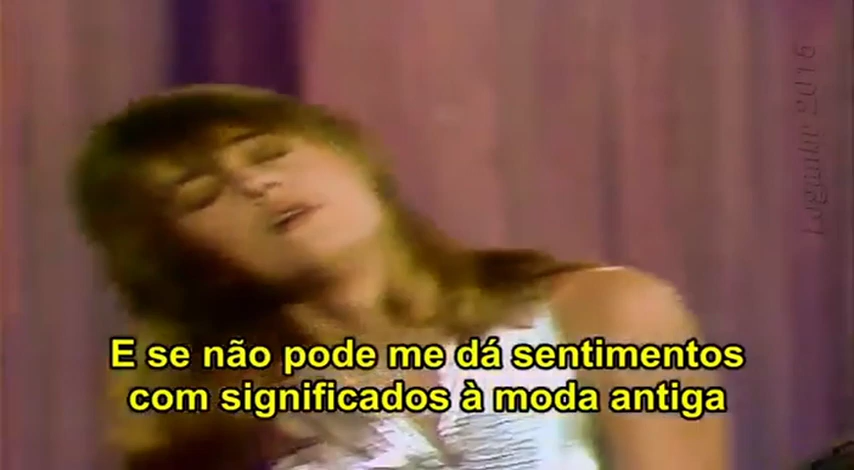 E se não pode me dá sentimentos
com significados à moda antiga